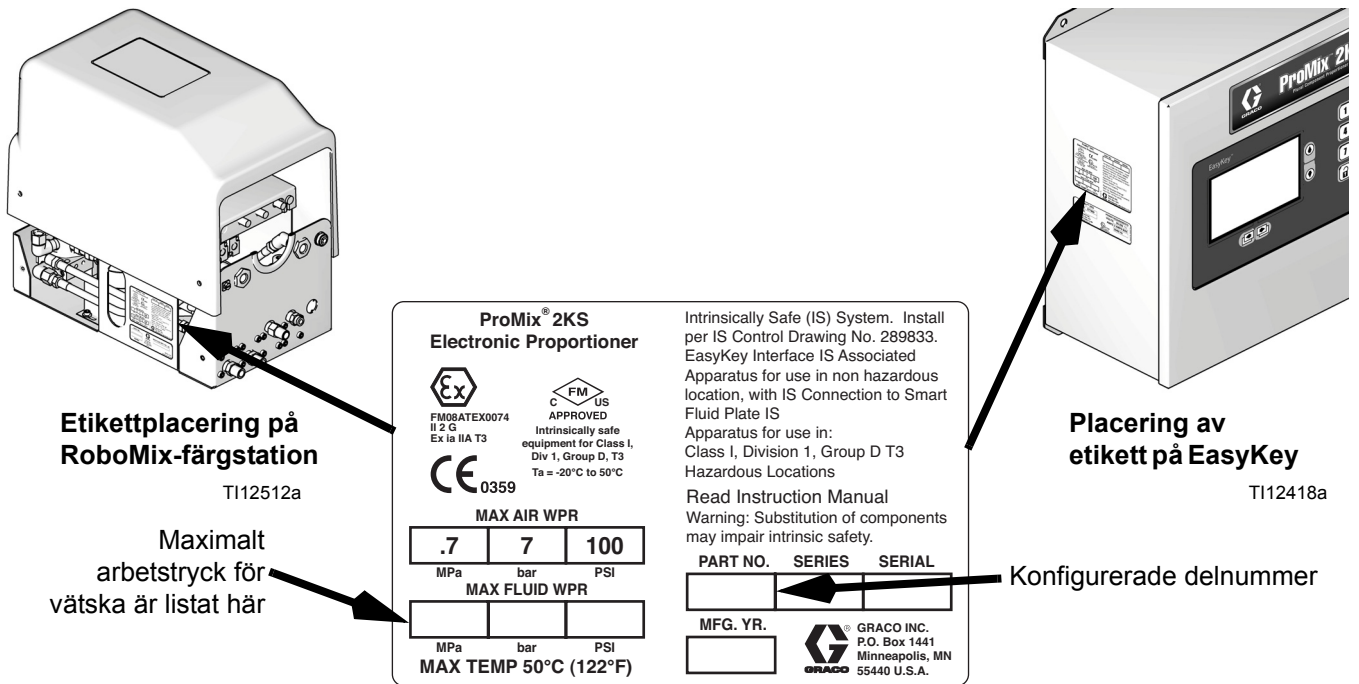 ProMix® 2K
GRACO
EasyKey
1
4
7
Etikettplacering på
RoboMix-färgstation
TI12512a
Maximalt
arbetstryck för
vätska är listat här
ProMix® 2KS
Electronic Proportioner
Ex
FM08ATEX0074
II 2 G
Ex ia IIA T3
CE 0359
C FM US
APPROVED
Intrinsically safe
equipment for Class I,
Div 1, Group D, T3
Ta = -20°C to 50°C
MAX AIR WPR
.7 7 100
MPa bar PSI
MAX FLUID WPR
MPa bar PSI
MAX TEMP 50°C (122°F)
Intrinsically Safe (IS) System. Install
per IS Control Drawing No. 289833.
EasyKey Interface IS Associated
Apparatus for use in non hazardous
location, with IS Connection to Smart
Fluid Plate IS
Apparatus for use in:
Class I, Division 1, Group D T3
Hazardous Locations
Read Instruction Manual
Warning: Substitution of components
may impair intrinsic safety.
PART NO. SERIES SERIAL
MFG. YR.
GRACO
®
GRACO INC.
P.O. Box 1441
Minneapolis, MN
55440 U.S.A.
Placering av
etikett på EasyKey
TI12418a
Konfigurerade delnummer